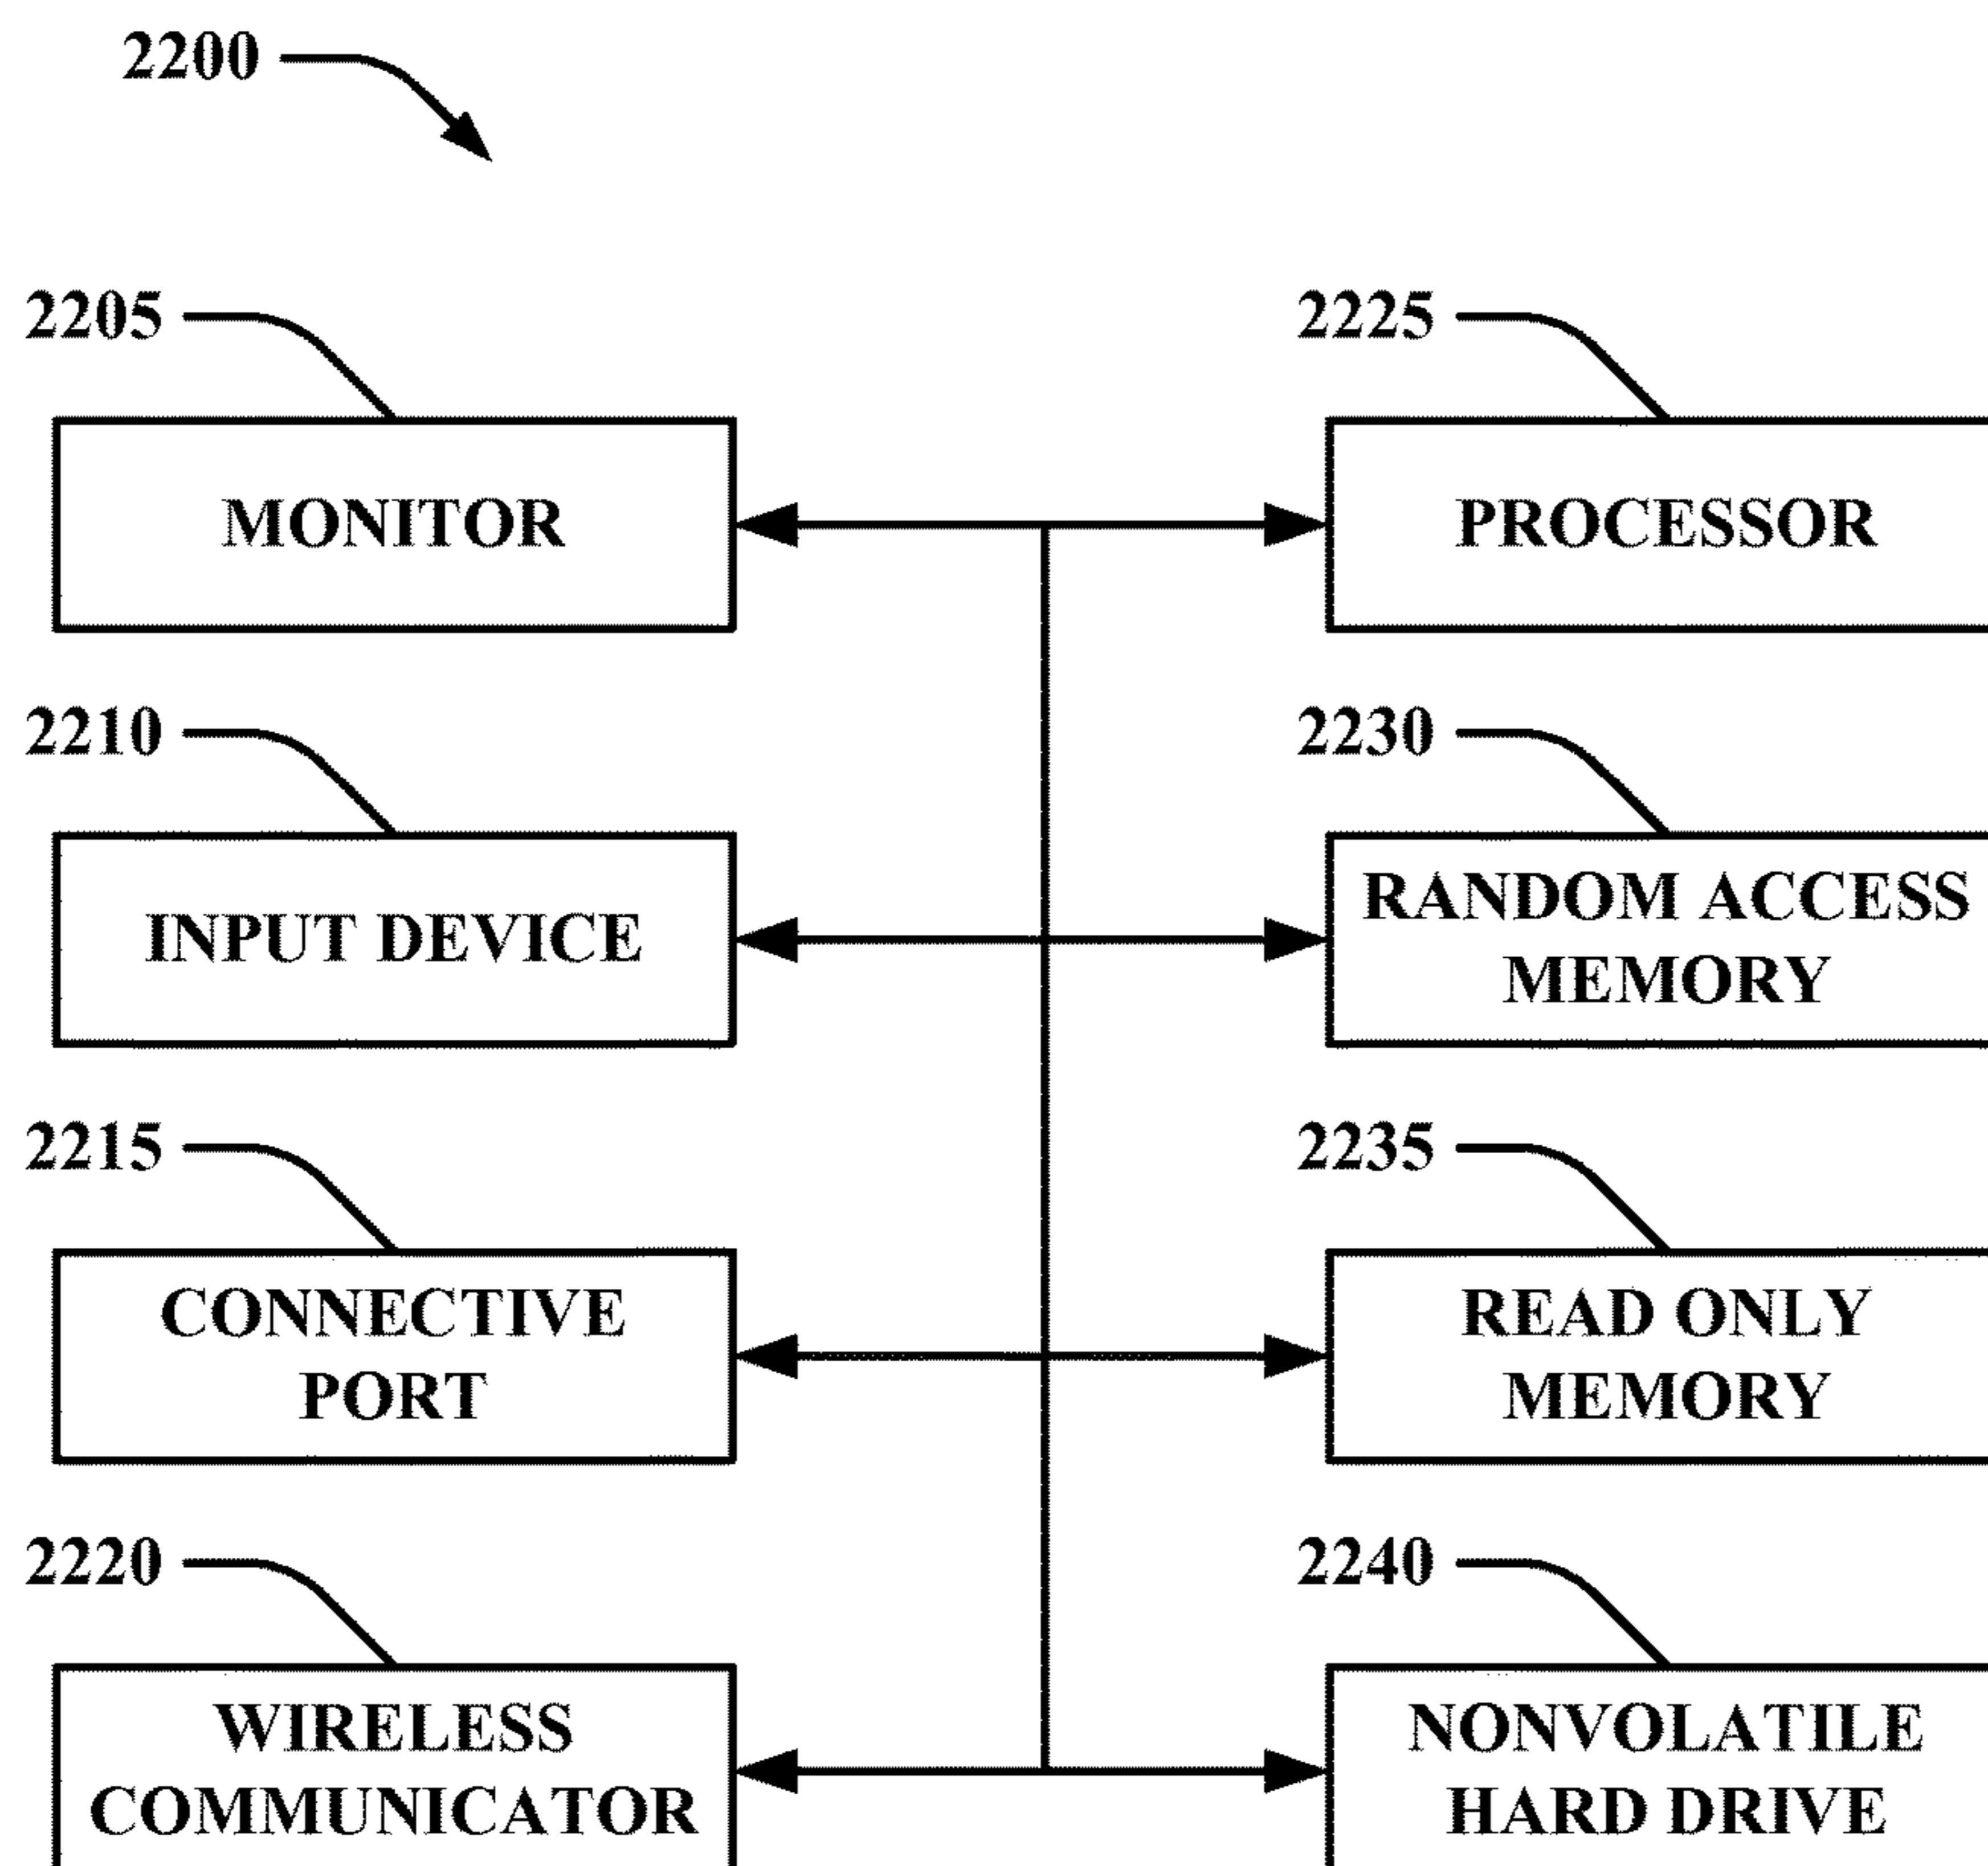 2200
2205
2225
MONITOR
PROCESSOR
2210
2230
INPUT DEVICE
RANDOM ACCESS
MEMORY
2215
2235
CONNECTIVE
PORT
READ ONLY
MEMORY
2220
2240
WIRELESS
COMMUNICATOR
NONVOLATILE
HARD DRIVE